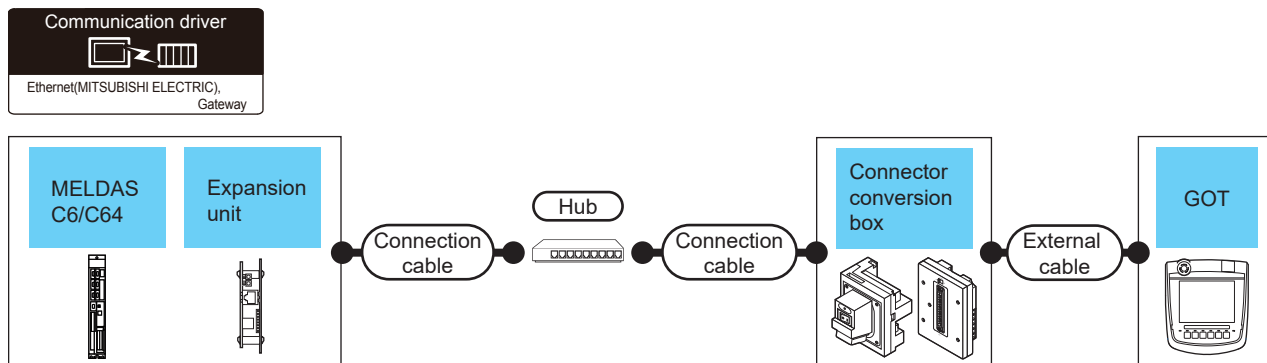 Communication driver
Ethernet(MITSUBISHI ELECTRIC),
Gateway
MELDAS
C6/C64
Expansion
unit
Connection
cable
Hub
Connection
cable
Connector
conversion
box
External
cable
GOT